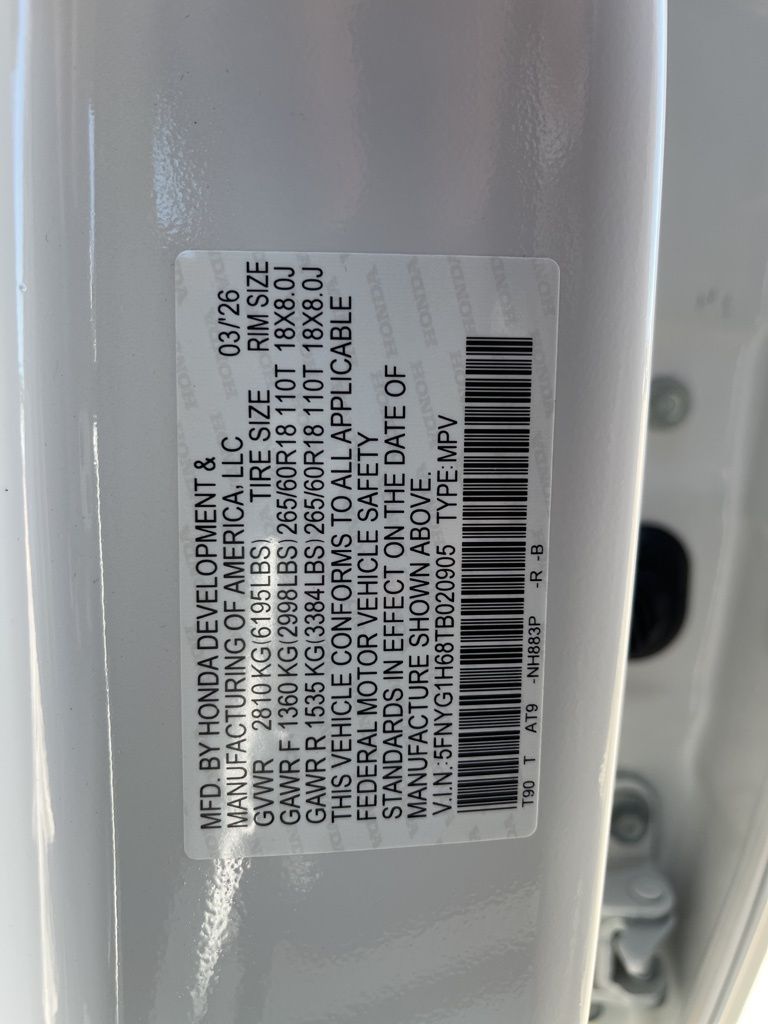 MFD. BY HONDA DEVELOPMENT &
MANUFACTURING OF AMERICA, LLC 03/'26
GVWR 2810 KG(6195LBS) TIRE SIZE RIM SIZE
GAWR F 1360 KG(2998LBS) 265/60R18 110T 18X8.0J
GAWR R 1535 KG(3384LBS) 265/60R18 110T 18X8.0J
THIS VEHICLE CONFORMS TO ALL APPLICABLE
FEDERAL MOTOR VEHICLE SAFETY
STANDARDS IN EFFECT ON THE DATE OF
MANUFACTURE SHOWN ABOVE.
V.I.N.:5FNYG1H68TB020905 TYPE:MPV
T90 T AT9 -NH883P -R -B